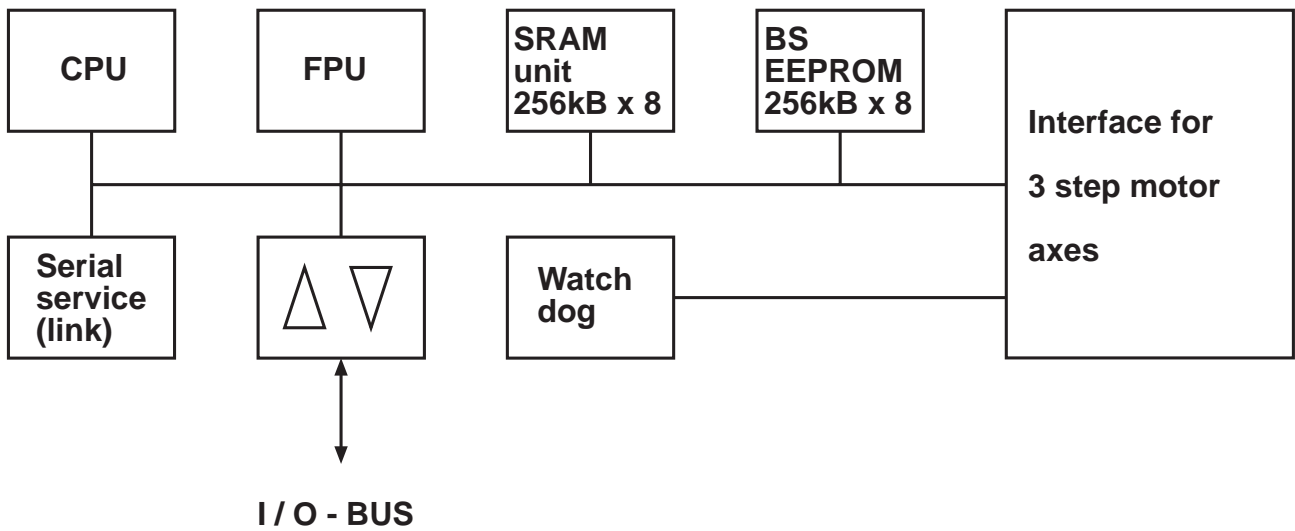 CPU
FPU
SRAM
unit
256kB x 8
BS
EEPROM
256kB x 8
Interface for
3 step motor
axes
Serial
service
(link)
Watch
dog
I / O - BUS